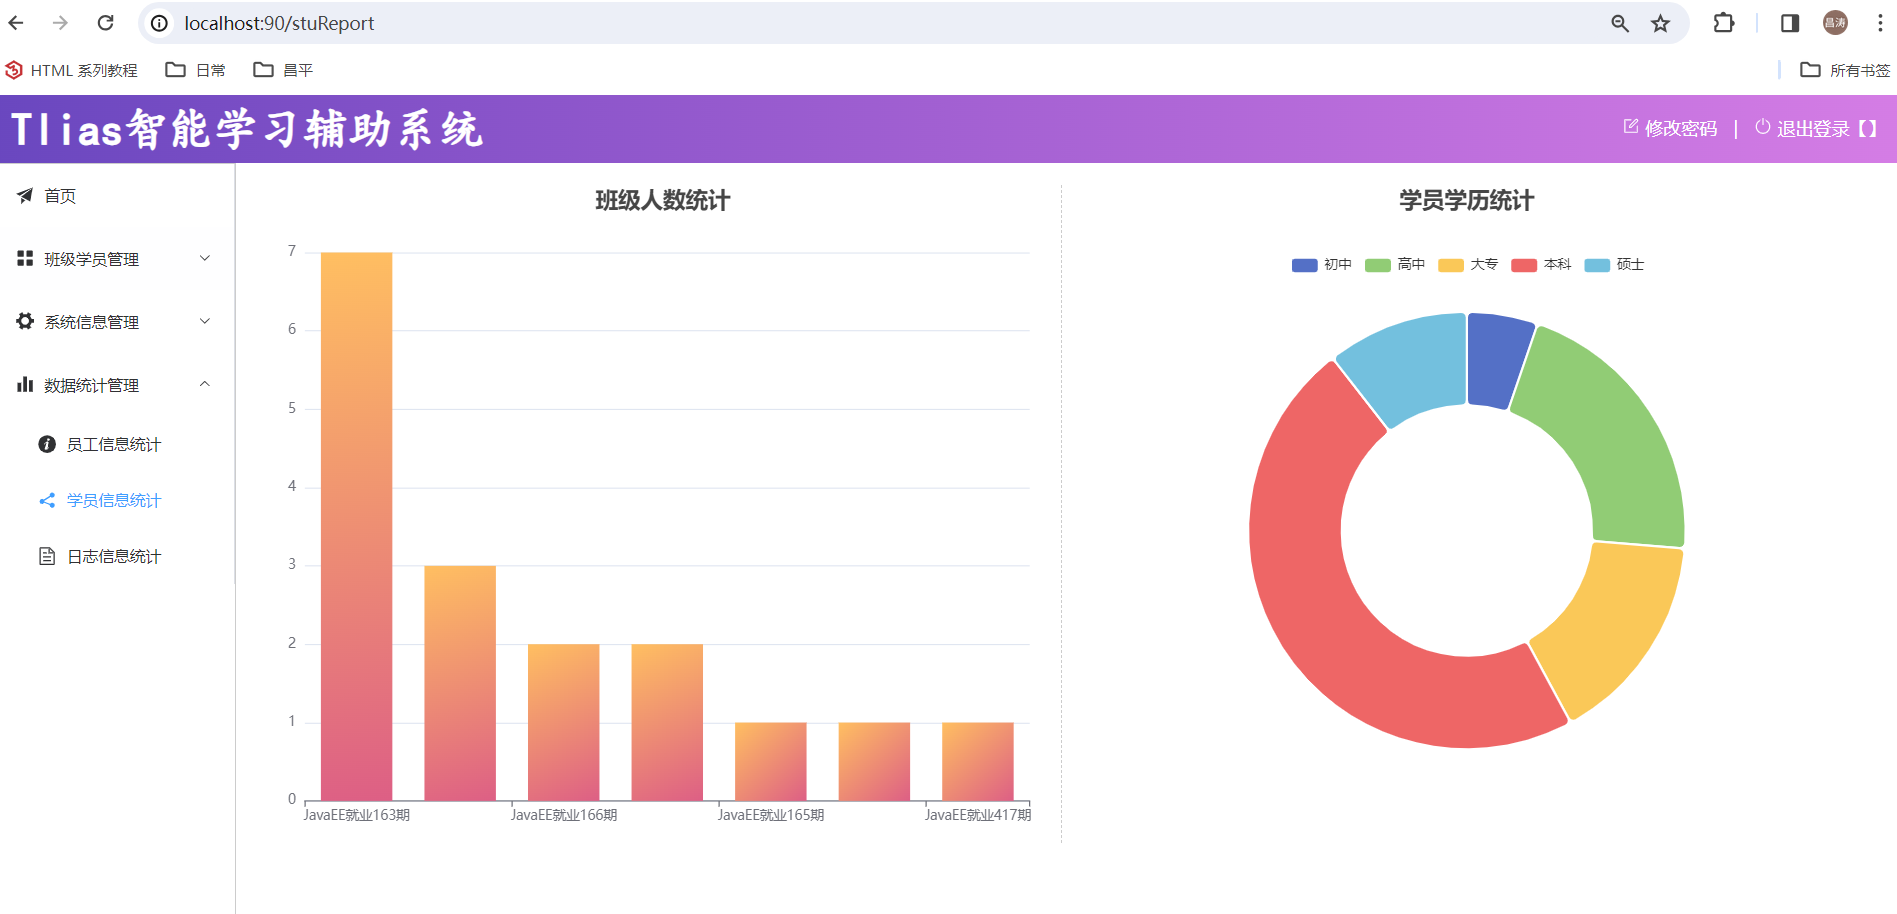 localhost:90/stuReport
昌涛
HTML 系列教程 日常 昌平 所有书签
Tlias智能学习辅助系统 修改密码 | 退出登录【】
首页
班级学员管理
系统信息管理
数据统计管理
员工信息统计
学员信息统计
日志信息统计
班级人数统计
7
6
5
4
3
2
1
0
JavaEE就业163期 JavaEE就业166期 JavaEE就业165期 JavaEE就业417期
学员学历统计
初中 高中 大专 本科 硕士